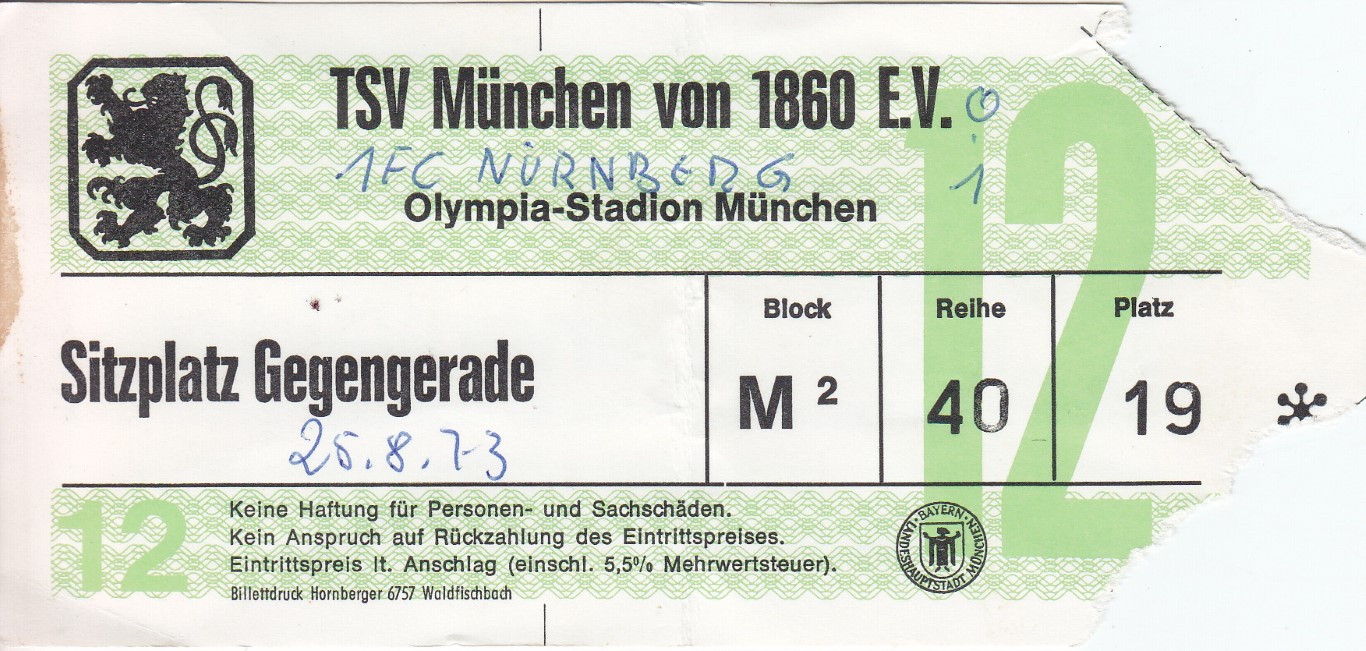 TSV München von 1860 E.V. 0
1FC NÜRNBERG : 1
Olympia-Stadion München
12
Sitzplatz Gegengerade
25.8.73
Block
M 2
Reihe
40
Platz
19
12
Keine Haftung für Personen- und Sachschäden.
Kein Anspruch auf Rückzahlung des Eintrittspreises.
Eintrittspreis lt. Anschlag (einschl. 5,5% Mehrwertsteuer).
Billettdruck Hornberger 6757 Waldfischbach
· BAYERN · LANDESHAUPTSTADT MÜNCHEN